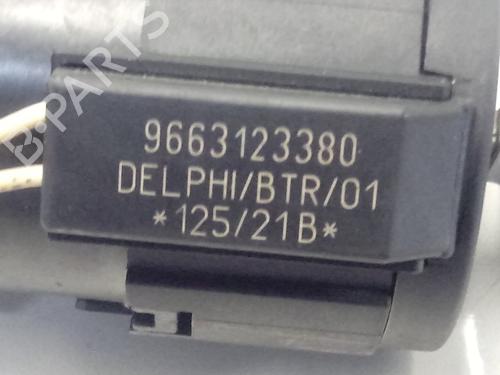 9663123380
DELPHI/BTR/01
*125/21B*
B-PARTS